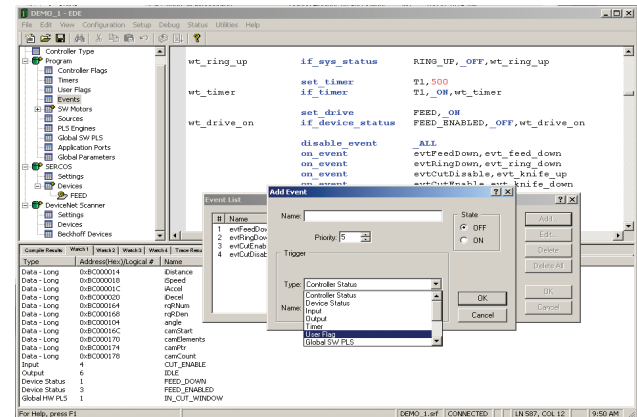 DEMO_1 - EDE
File Edit View Configuration Setup Debug Status Utilities Help
Controller Type
Program
Controller Flags
Timers
User Flags
Events
SW Motors
Sources
PLS Engines
Global SW PLS
Application Ports
Global Parameters
SERCOS
Settings
Devices
FEED
DeviceNet Scanner
Settings
Devices
Beckhoff Devices
wt_ring_up if_sys_status RING_UP,_OFF,wt_ring_up
set_timer T1,500
wt_timer if_timer T1,_ON,wt_timer
set_drive FEED,_ON
wt_drive_on if_device_status FEED_ENABLED,_OFF,wt_drive_on
disable_event _ALL
on_event evtFeedDown,evt_feed_down
on_event evtRingDown,evt_ring_down
on_event evtCutDisable,evt_knife_up
on_event evtCutEnable,evt_knife_down
Event List
# Name
1 evtFeedDow
2 evtRingDow
3 evtCutEnab
4 evtCutDisab
Add...
Edit...
Delete
Delete All
OK
Cancel
Add Event
Name:
Priority: 5
State
OFF
ON
Trigger
Type: Controller Status
Name:
Controller Status
Device Status
Input
Output
Timer
User Flag
Global SW PLS
OK
Cancel
Compile Results Watch 1 Watch 2 Watch 3 Watch 4 Trace Resu
Type Address(Hex)/Logical # Name
Data - Long 0xBC000014 iDistance
Data - Long 0xBC000018 iSpeed
Data - Long 0xBC00001C iAccel
Data - Long 0xBC000020 iDecel
Data - Long 0xBC000164 rqRNum
Data - Long 0xBC000168 rqRDen
Data - Long 0xBC000104 angle
Data - Long 0xBC00016C camStart
Data - Long 0xBC000170 camElements
Data - Long 0xBC000174 camPtr
Data - Long 0xBC000178 camCount
Input 4 CUT_ENABLE
Output 6 IDLE
Device Status 1 FEED_DOWN
Device Status 3 FEED_ENABLED
Global HW PLS 1 IN_CUT_WINDOW
For Help, press F1
DEMO_1.srf CONNECTED LN 587, COL 12 9:50 AM